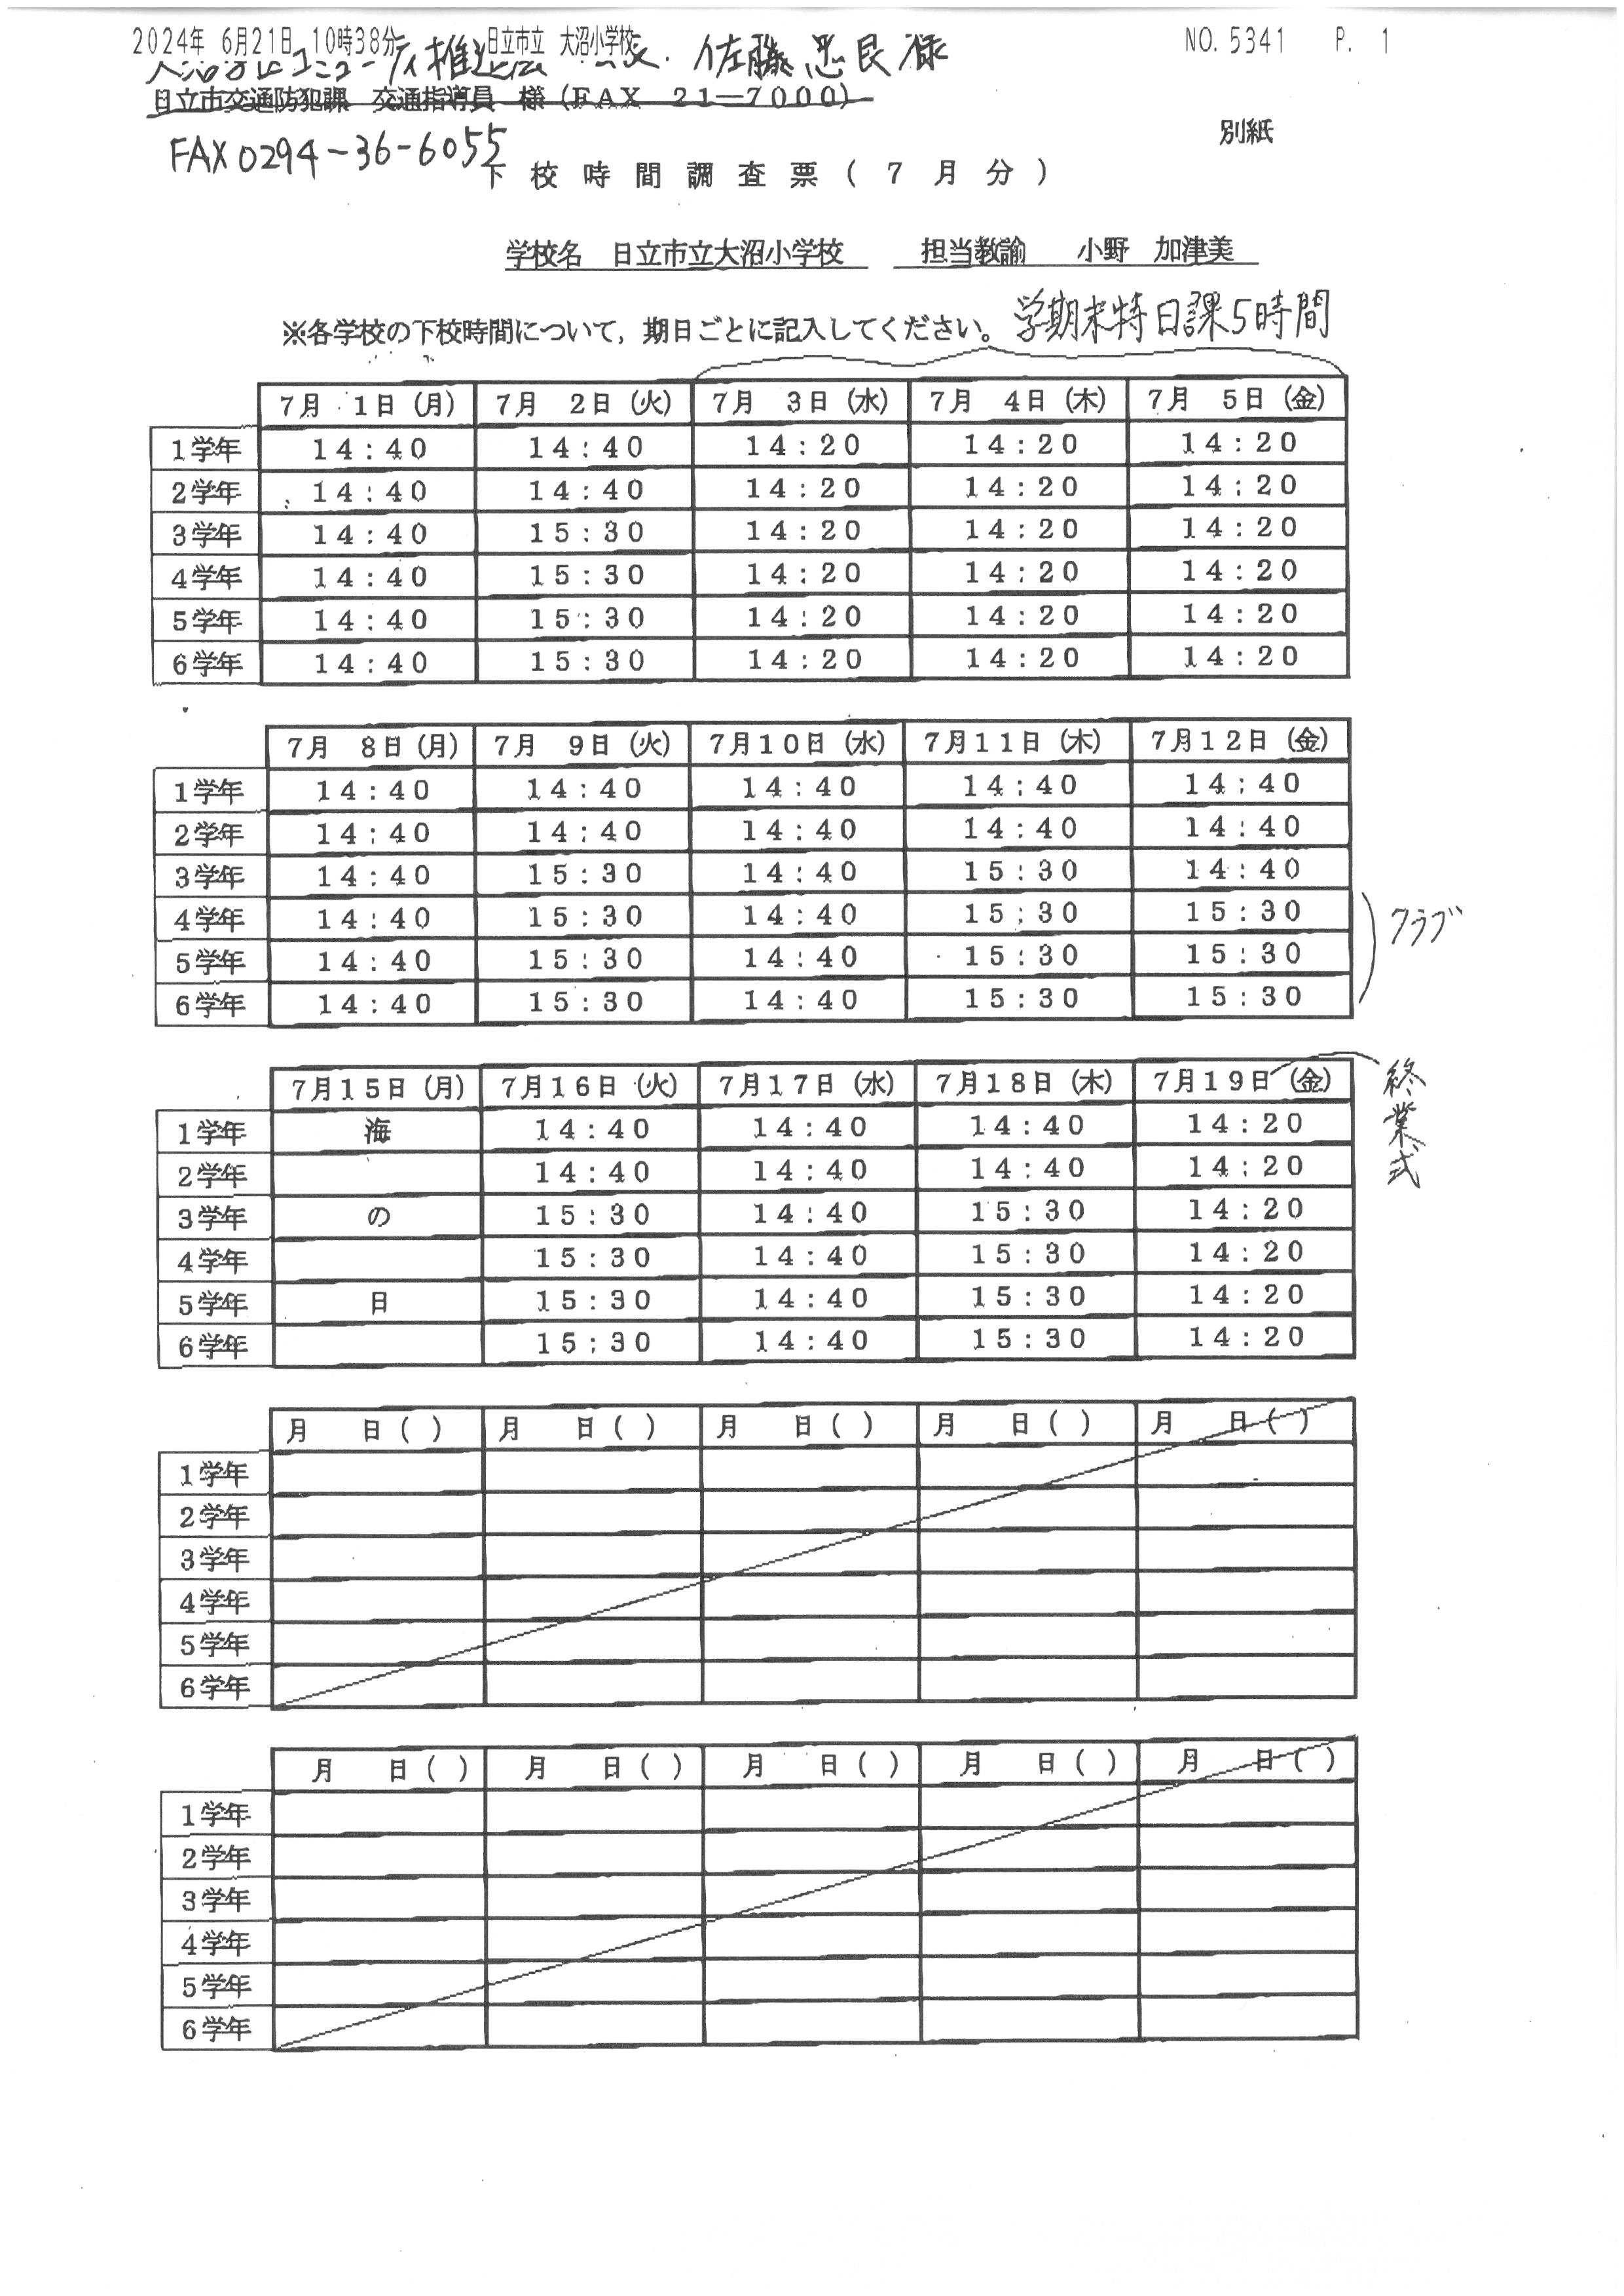 2024年 6月21日 10時38分 日立市立 大沼小学校 NO. 5341 P. 1
推進 佐藤忠良様
日立市交通防犯課 交通指導員 様（FAX 21－7000）
別紙
FAX 0294-36-6055
下校時間調査票（7月分）
学校名 日立市立大沼小学校 担当教諭 小野 加津美
※各学校の下校時間について，期日ごとに記入してください。 学期末特日課5時間
7月 1日（月） 7月 2日（火） 7月 3日（水） 7月 4日（木） 7月 5日（金）
1学年 14：40 14：40 14：20 14：20 14：20
2学年 14：40 14：40 14：20 14：20 14：20
3学年 14：40 15：30 14：20 14：20 14：20
4学年 14：40 15：30 14：20 14：20 14：20
5学年 14：40 15：30 14：20 14：20 14：20
6学年 14：40 15：30 14：20 14：20 14：20
7月 8日（月） 7月 9日（火） 7月10日（水） 7月11日（木） 7月12日（金）
1学年 14：40 14：40 14：40 14：40 14：40
2学年 14：40 14：40 14：40 14：40 14：40
3学年 14：40 15：30 14：40 15：30 14：40
4学年 14：40 15：30 14：40 15：30 15：30
クラブ
5学年 14：40 15：30 14：40 15：30 15：30
6学年 14：40 15：30 14：40 15：30 15：30
7月15日（月） 7月16日（火） 7月17日（水） 7月18日（木） 7月19日（金） 終業式
1学年 海 14：40 14：40 14：40 14：20
2学年 14：40 14：40 14：40 14：20
3学年 の 15：30 14：40 15：30 14：20
4学年 15：30 14：40 15：30 14：20
5学年 日 15：30 14：40 15：30 14：20
6学年 15：30 14：40 15：30 14：20
月 日（ ） 月 日（ ） 月 日（ ） 月 日（ ） 月 日（ ）
1学年
2学年
3学年
4学年
5学年
6学年
月 日（ ） 月 日（ ） 月 日（ ） 月 日（ ） 月 日（ ）
1学年
2学年
3学年
4学年
5学年
6学年